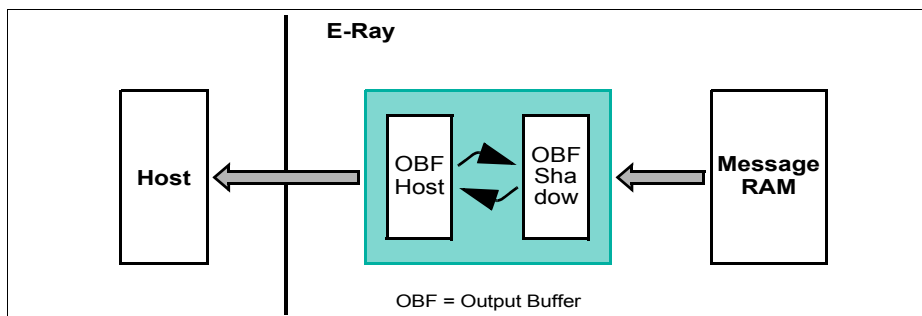 E-Ray
Host
OBF
Host
OBF
Sha
dow
Message
RAM
OBF = Output Buffer